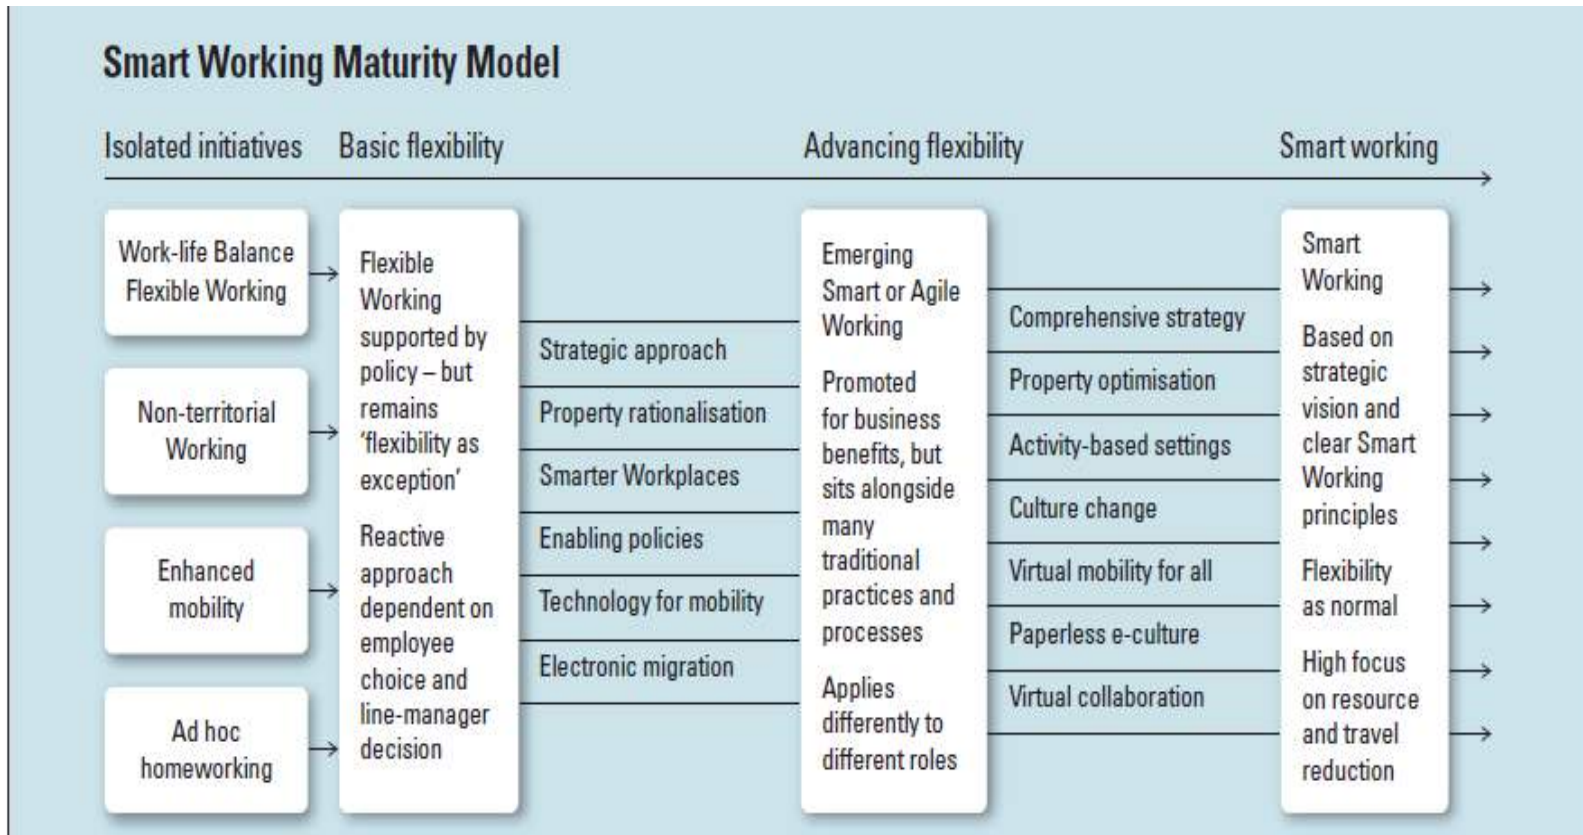 Smart Working Maturity Model
Isolated initiatives
Basic flexibility
Advancing flexibility
Smart working
Work-life Balance
Flexible Working
Non-territorial
Working
Enhanced
mobility
Ad hoc
homeworking
Flexible
Working
supported by
policy – but
remains
‘flexibility as
exception’
Reactive
approach
dependent on
employee
choice and
line-manager
decision
Strategic approach
Property rationalisation
Smarter Workplaces
Enabling policies
Technology for mobility
Electronic migration
Emerging
Smart or Agile
Working
Promoted
for business
benefits, but
sits alongside
many
traditional
practices and
processes
Applies
differently to
different roles
Comprehensive strategy
Property optimisation
Activity-based settings
Culture change
Virtual mobility for all
Paperless e-culture
Virtual collaboration
Smart
Working
Based on
strategic
vision and
clear Smart
Working
principles
Flexibility
as normal
High focus
on resource
and travel
reduction